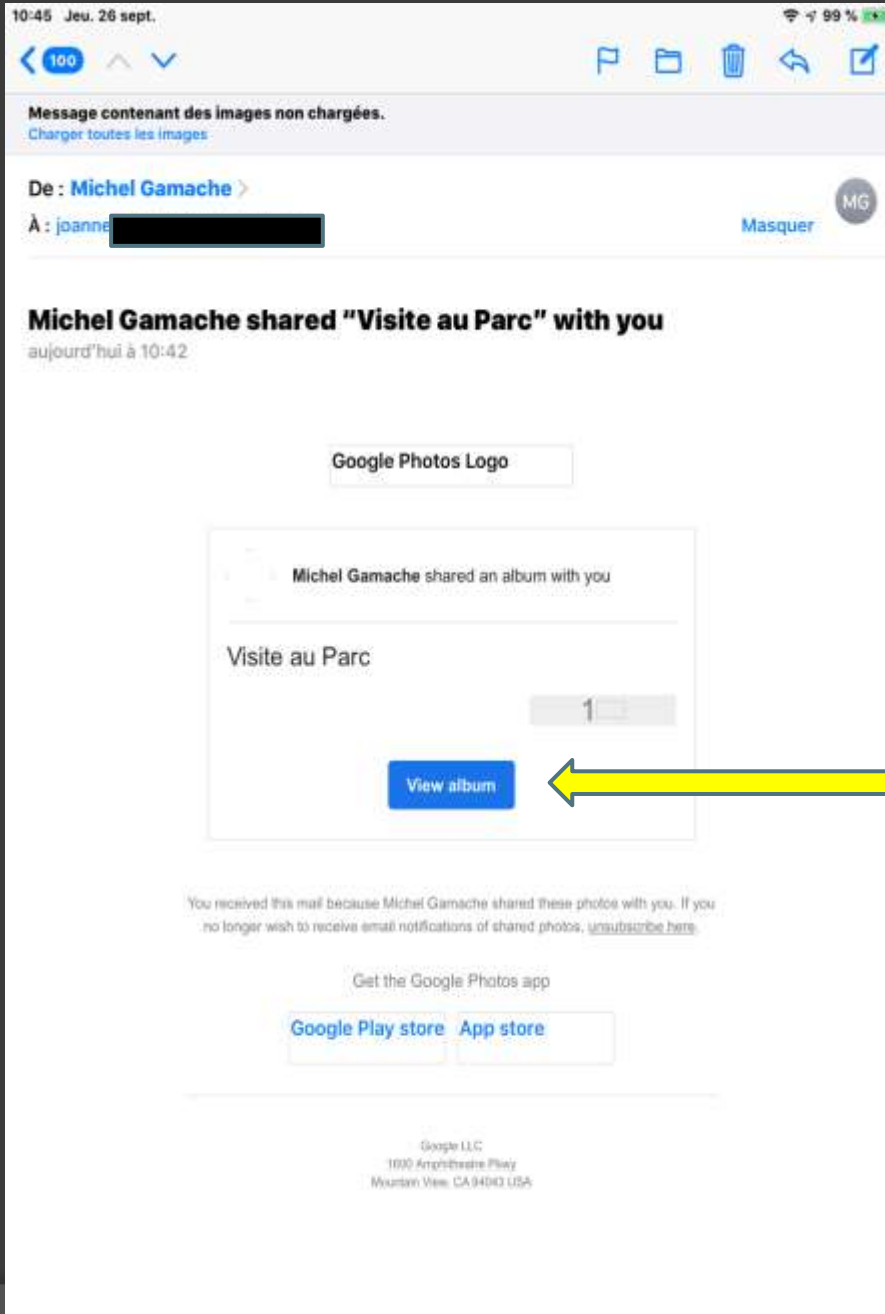 10:45 Jeu. 26 sept.
99 %
100
Message contenant des images non chargées.
Charger toutes les images
De : Michel Gamache
MG
À : joanne
Masquer
Michel Gamache shared "Visite au Parc" with you
aujourd'hui à 10:42
Google Photos Logo
Michel Gamache shared an album with you
Visite au Parc
1
View album
You received this mail because Michel Gamache shared these photos with you. If you
no longer wish to receive email notifications of shared photos, unsubscribe here.
Get the Google Photos app
Google Play store App store
Google LLC
1600 Amphitheatre Pkwy
Mountain View, CA 94043 USA